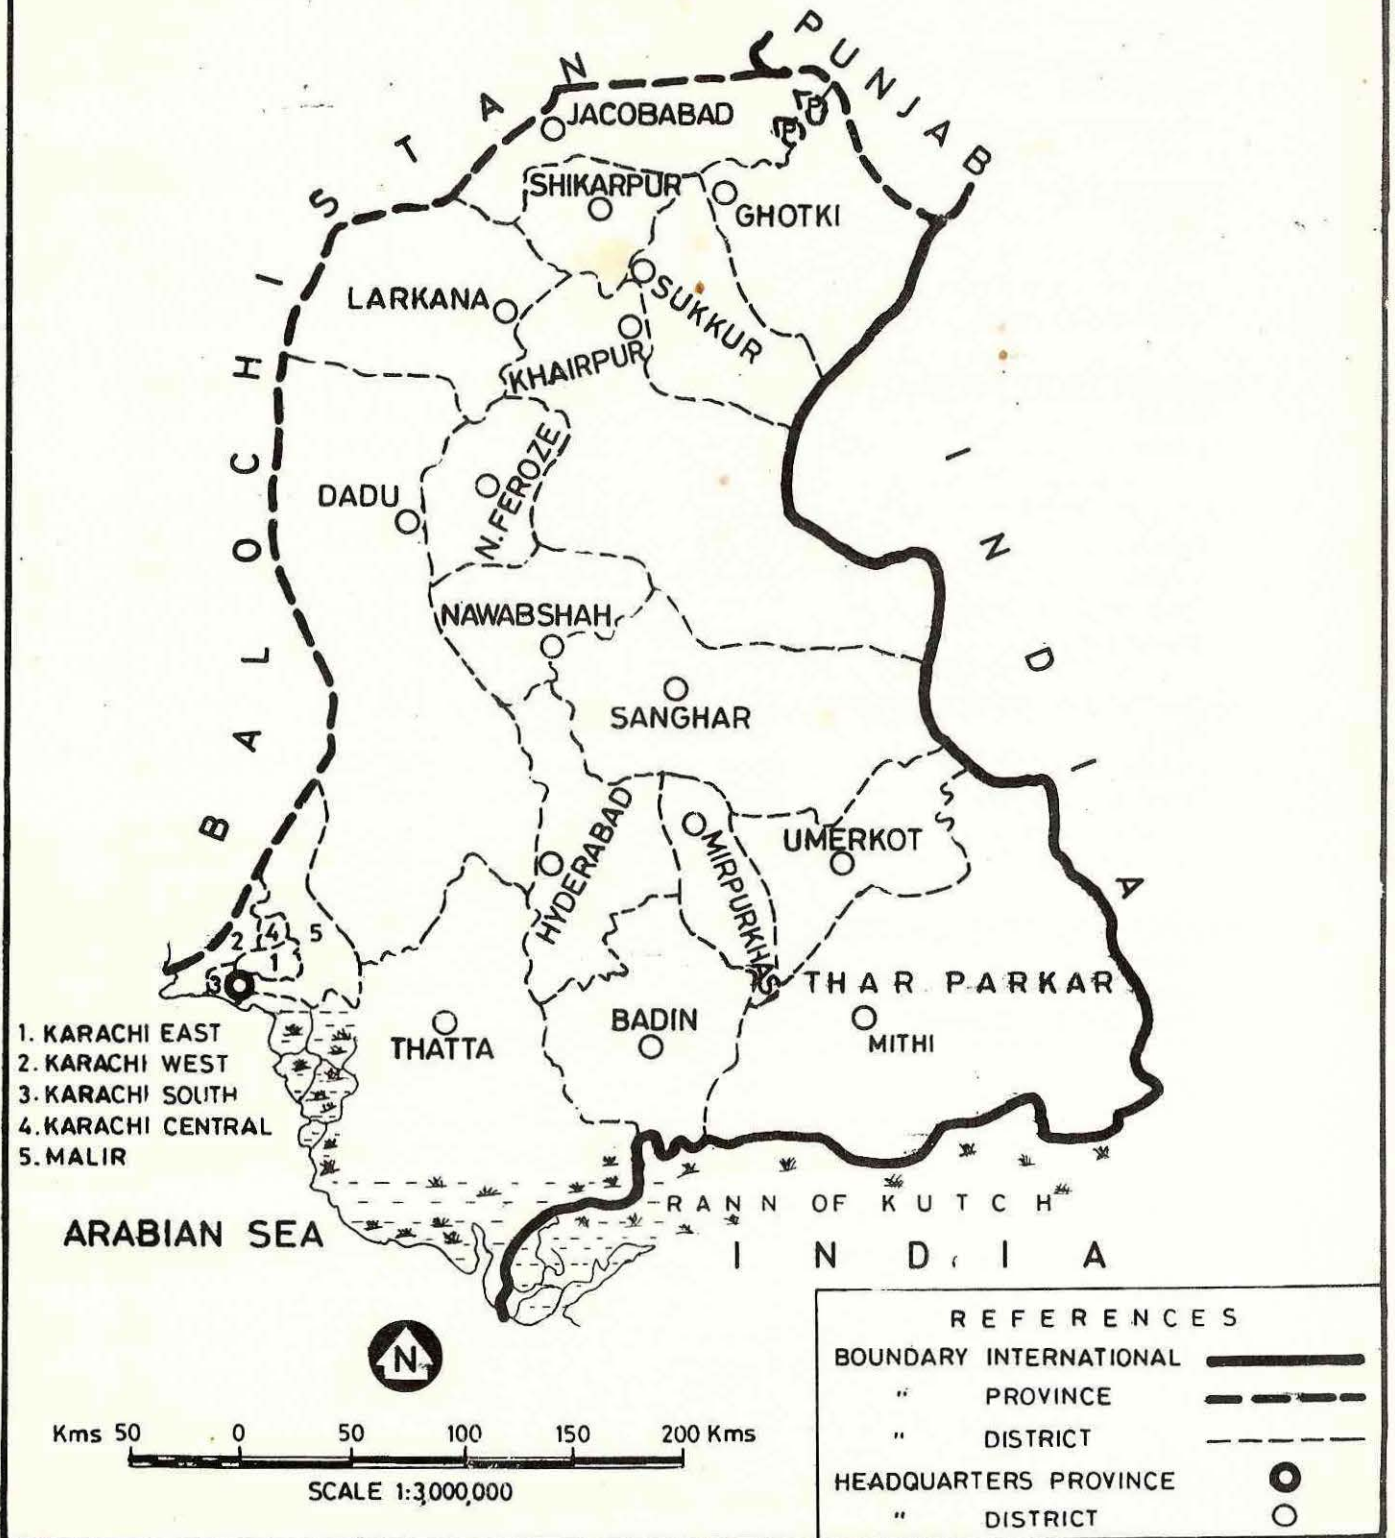 PUNJAB
BALOCHISTAN
JACOBABAD
PU
P
SHIKARPUR
GHOTKI
LARKANA
SUKKUR
KHAIRPUR
DADU
N.FEROZE
INDIA
NAWABSHAH
SANGHAR
HYDERABAD
MIRPURKHAS
UMERKOT
2
4
5
1
3
THAR PARKAR
MITHI
BADIN
THATTA
1. KARACHI EAST
2. KARACHI WEST
3. KARACHI SOUTH
4. KARACHI CENTRAL
5. MALIR
ARABIAN SEA
RANN OF KUTCH
INDIA
N
Kms 50 0 50 100 150 200 Kms
SCALE 1:3,000,000
REFERENCES
BOUNDARY INTERNATIONAL
" PROVINCE
" DISTRICT
HEADQUARTERS PROVINCE
" DISTRICT